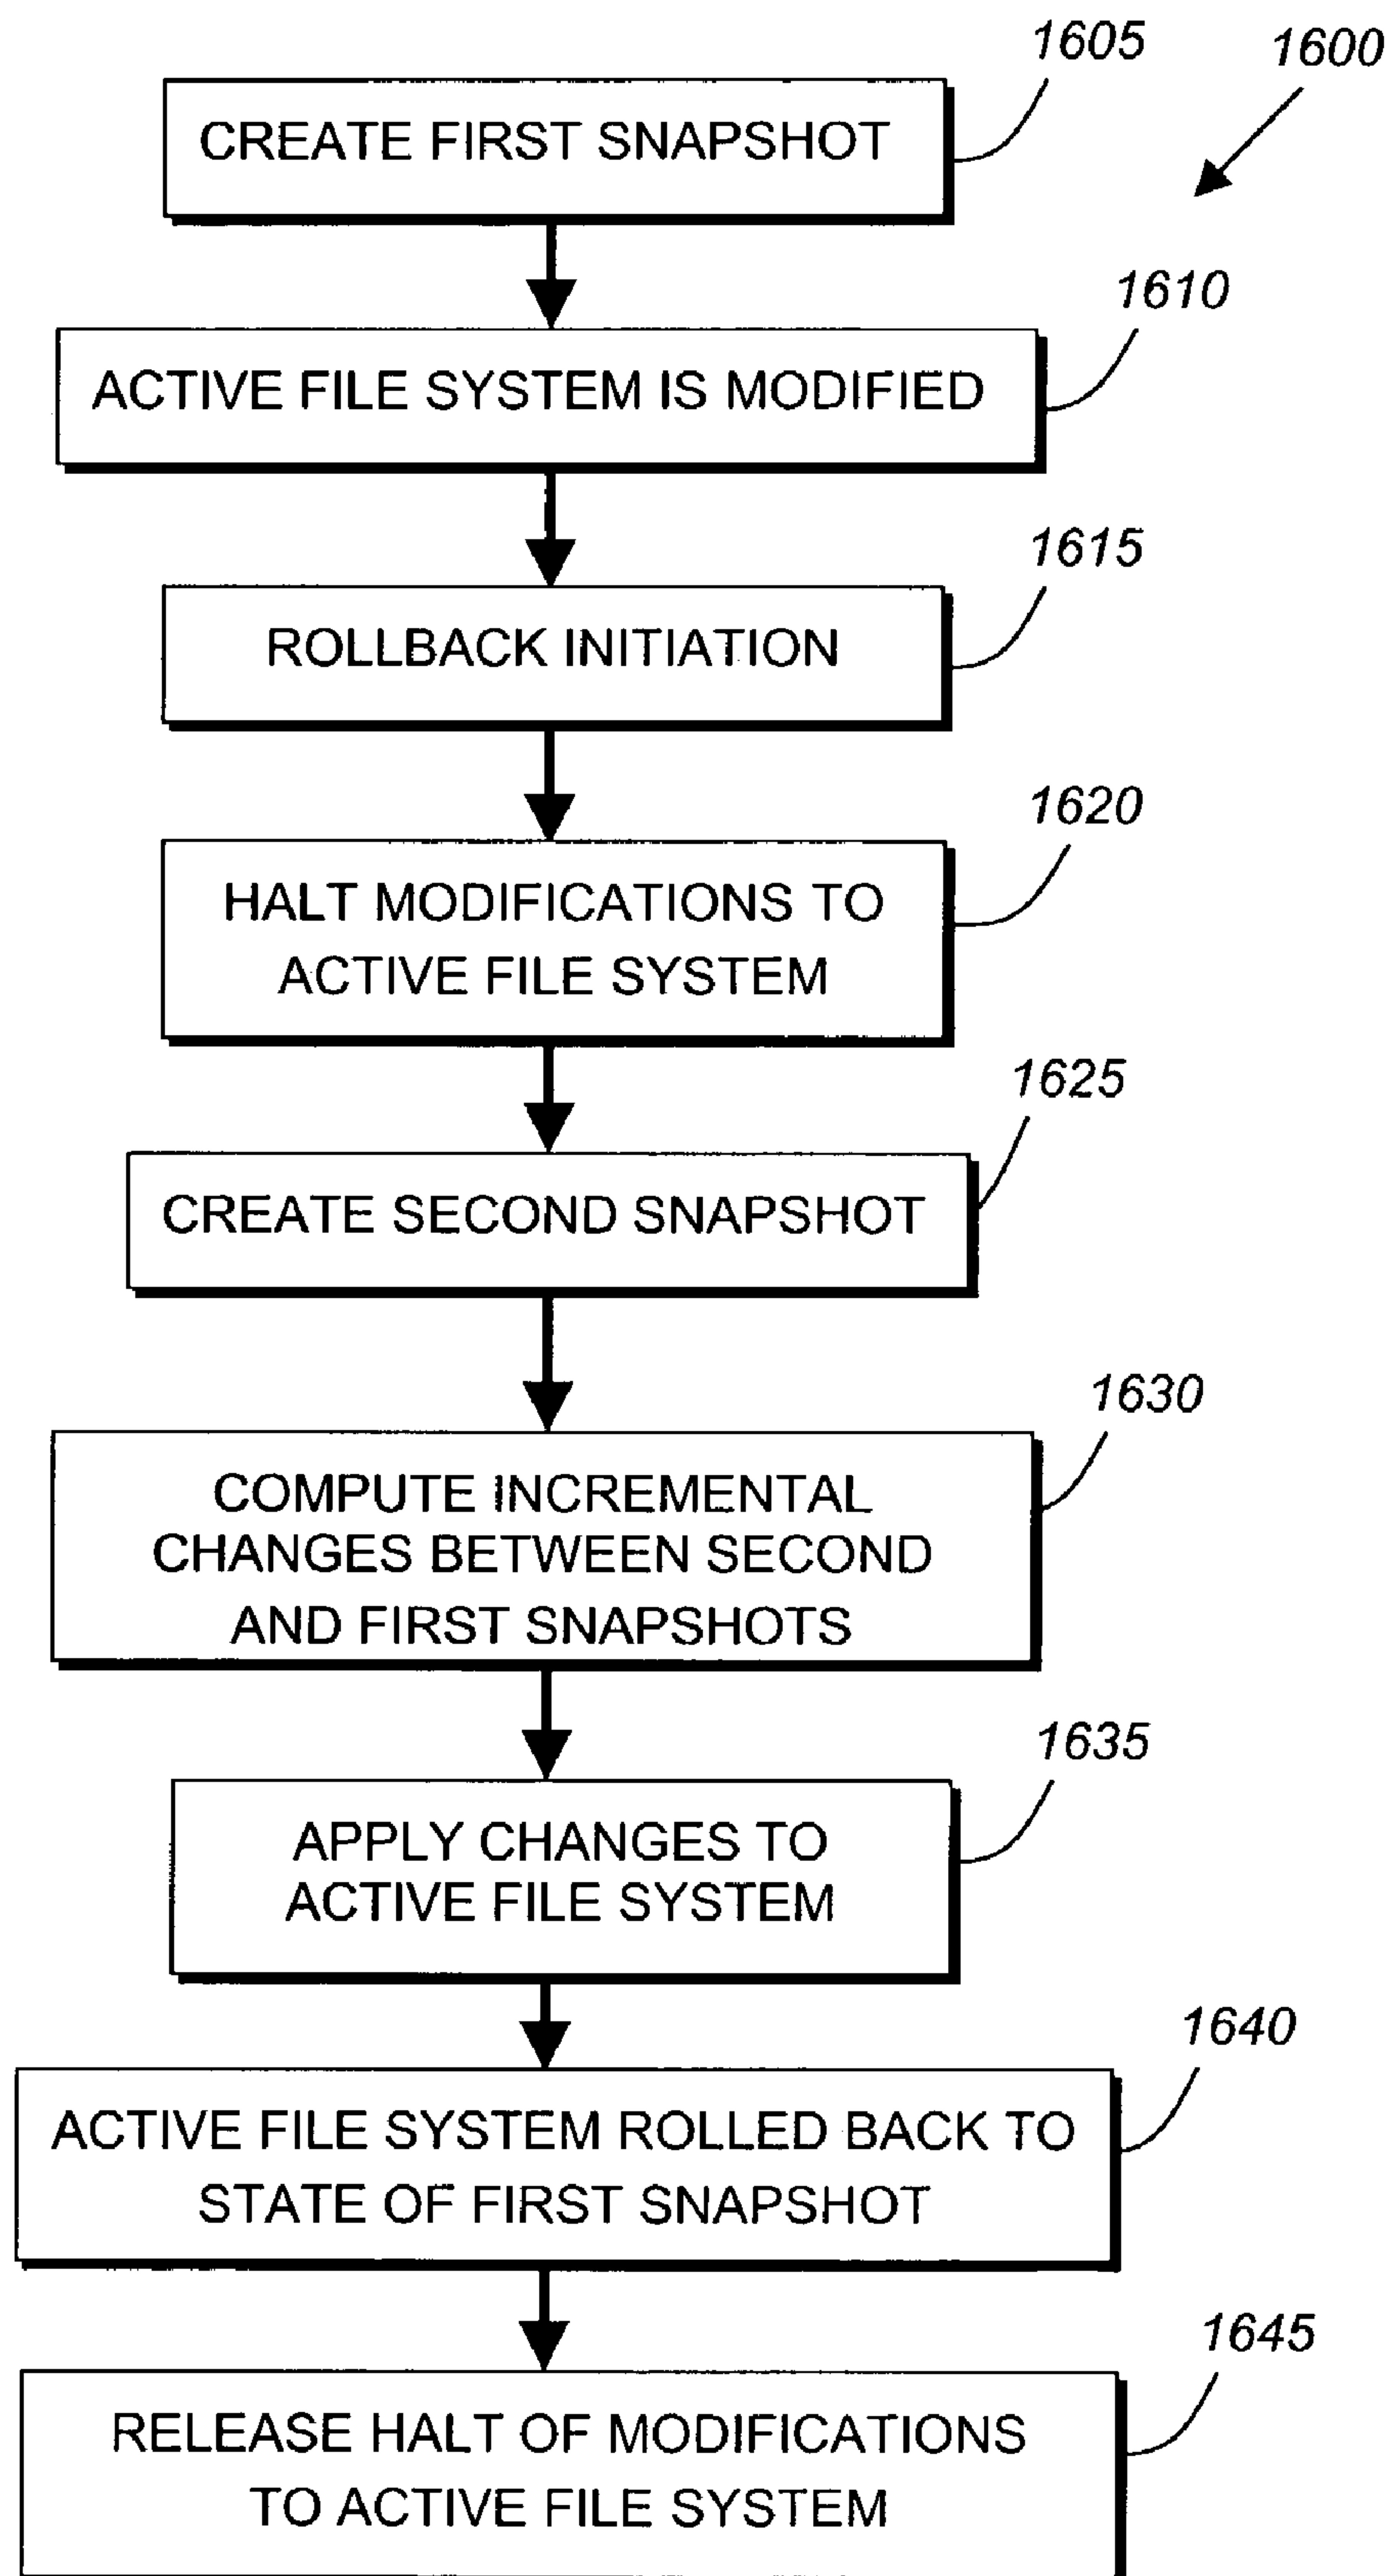 1605
1600
CREATE FIRST SNAPSHOT
1610
ACTIVE FILE SYSTEM IS MODIFIED
1615
ROLLBACK INITIATION
1620
HALT MODIFICATIONS TO
ACTIVE FILE SYSTEM
1625
CREATE SECOND SNAPSHOT
1630
COMPUTE INCREMENTAL
CHANGES BETWEEN SECOND
AND FIRST SNAPSHOTS
1635
APPLY CHANGES TO
ACTIVE FILE SYSTEM
1640
ACTIVE FILE SYSTEM ROLLED BACK TO
STATE OF FIRST SNAPSHOT
1645
RELEASE HALT OF MODIFICATIONS
TO ACTIVE FILE SYSTEM